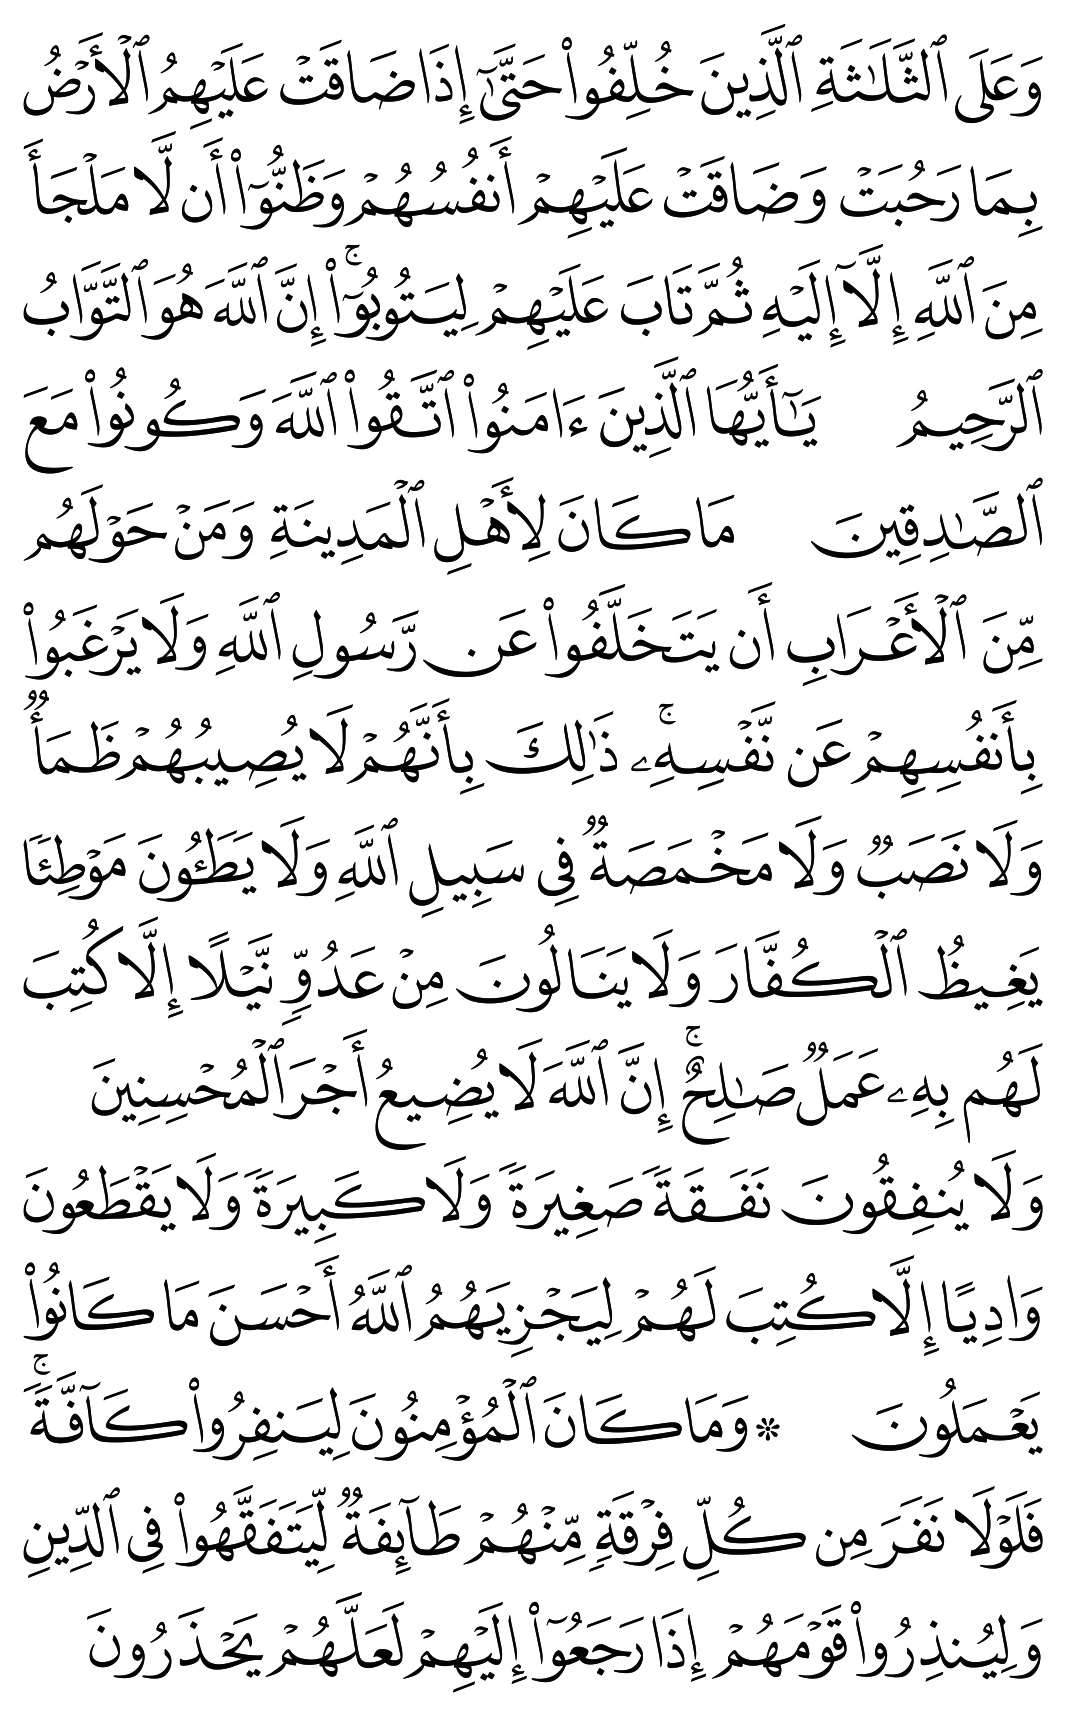 وَعَلَى ٱلثَّلَٰثَةِ ٱلَّذِينَ خُلِّفُوا۟ حَتَّىٰٓ إِذَا ضَاقَتْ عَلَيْهِمُ ٱلْأَرْضُ
بِمَا رَحُبَتْ وَضَاقَتْ عَلَيْهِمْ أَنفُسُهُمْ وَظَنُّوٓا۟ أَن لَّا مَلْجَأَ
مِنَ ٱللَّهِ إِلَّآ إِلَيْهِ ثُمَّ تَابَ عَلَيْهِمْ لِيَتُوبُوٓا۟ۚ إِنَّ ٱللَّهَ هُوَ ٱلتَّوَّابُ
ٱلرَّحِيمُ يَٰٓأَيُّهَا ٱلَّذِينَ ءَامَنُوا۟ ٱتَّقُوا۟ ٱللَّهَ وَكُونُوا۟ مَعَ
ٱلصَّٰدِقِينَ مَا كَانَ لِأَهْلِ ٱلْمَدِينَةِ وَمَنْ حَوْلَهُم
مِّنَ ٱلْأَعْرَابِ أَن يَتَخَلَّفُوا۟ عَن رَّسُولِ ٱللَّهِ وَلَا يَرْغَبُوا۟
بِأَنفُسِهِمْ عَن نَّفْسِهِۦۚ ذَٰلِكَ بِأَنَّهُمْ لَا يُصِيبُهُمْ ظَمَأٌ
وَلَا نَصَبٌ وَلَا مَخْمَصَةٌ فِى سَبِيلِ ٱللَّهِ وَلَا يَطَـُٔونَ مَوْطِئًا
يَغِيظُ ٱلْكُفَّارَ وَلَا يَنَالُونَ مِنْ عَدُوٍّ نَّيْلًا إِلَّا كُتِبَ
لَهُم بِهِۦ عَمَلٌ صَٰلِحٌۚ إِنَّ ٱللَّهَ لَا يُضِيعُ أَجْرَ ٱلْمُحْسِنِينَ
وَلَا يُنفِقُونَ نَفَقَةً صَغِيرَةً وَلَا كَبِيرَةً وَلَا يَقْطَعُونَ
وَادِيًا إِلَّا كُتِبَ لَهُمْ لِيَجْزِيَهُمُ ٱللَّهُ أَحْسَنَ مَا كَانُوا۟
يَعْمَلُونَ ❊ وَمَا كَانَ ٱلْمُؤْمِنُونَ لِيَنفِرُوا۟ كَآفَّةًۚ
فَلَوْلَا نَفَرَ مِن كُلِّ فِرْقَةٍ مِّنْهُمْ طَآئِفَةٌ لِّيَتَفَقَّهُوا۟ فِى ٱلدِّينِ
وَلِيُنذِرُوا۟ قَوْمَهُمْ إِذَا رَجَعُوٓا۟ إِلَيْهِمْ لَعَلَّهُمْ يَحْذَرُونَ